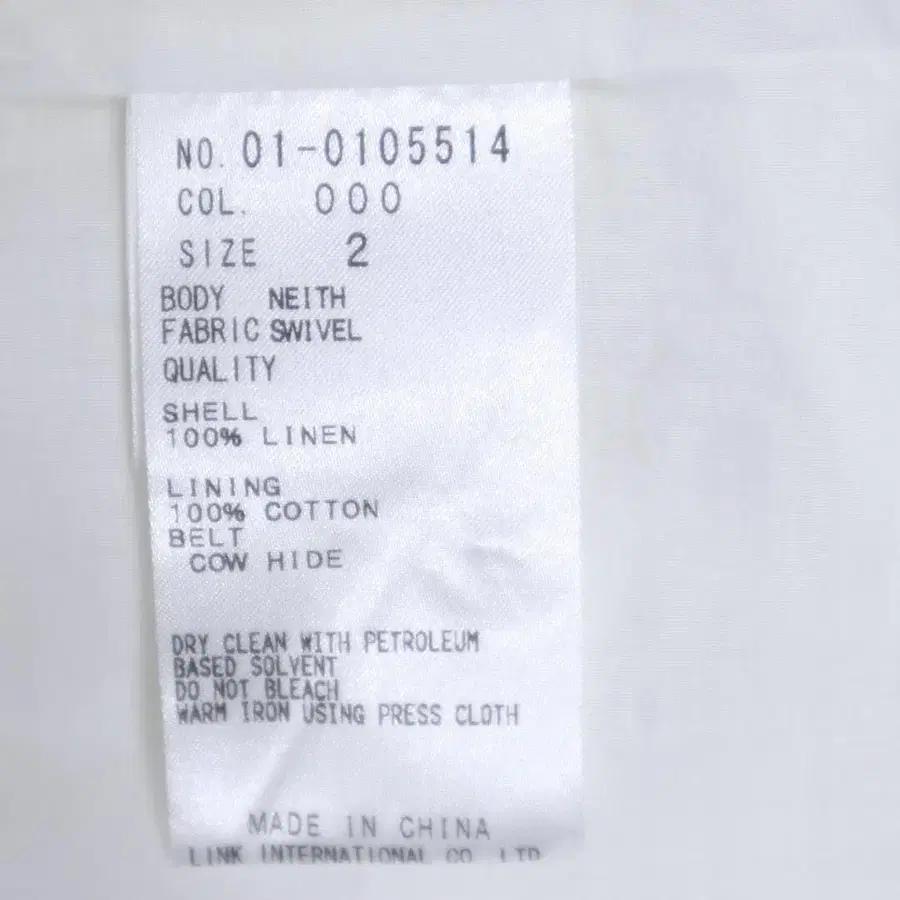 NO. 01-0105514
COL. 000
SIZE 2
BODY NEITH
FABRIC SWIVEL
QUALITY
SHELL
100% LINEN
LINING
100% COTTON
BELT
COW HIDE
DRY CLEAN WITH PETROLEUM
BASED SOLVENT
DO NOT BLEACH
WARM IRON USING PRESS CLOTH
MADE IN CHINA
LINK INTERNATIONAL CO. LTD